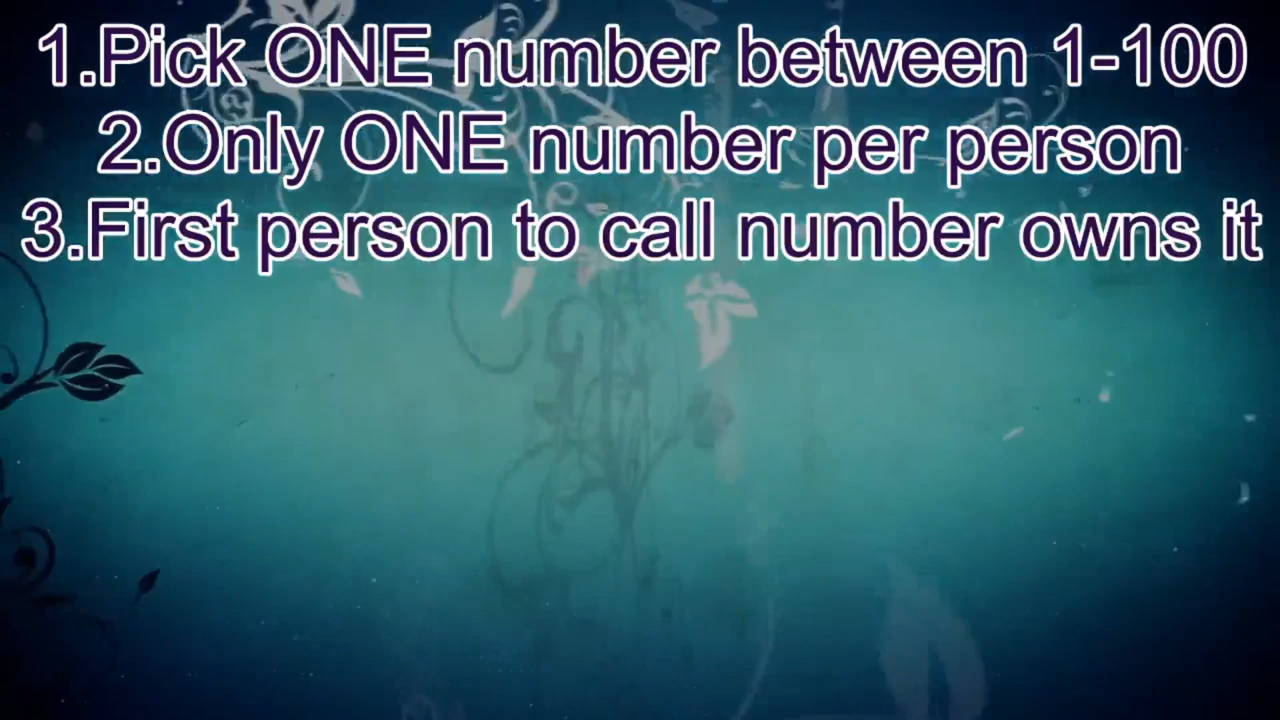 1.Pick ONE number between 1-100
2.Only ONE number per person
3.First person to call number owns it